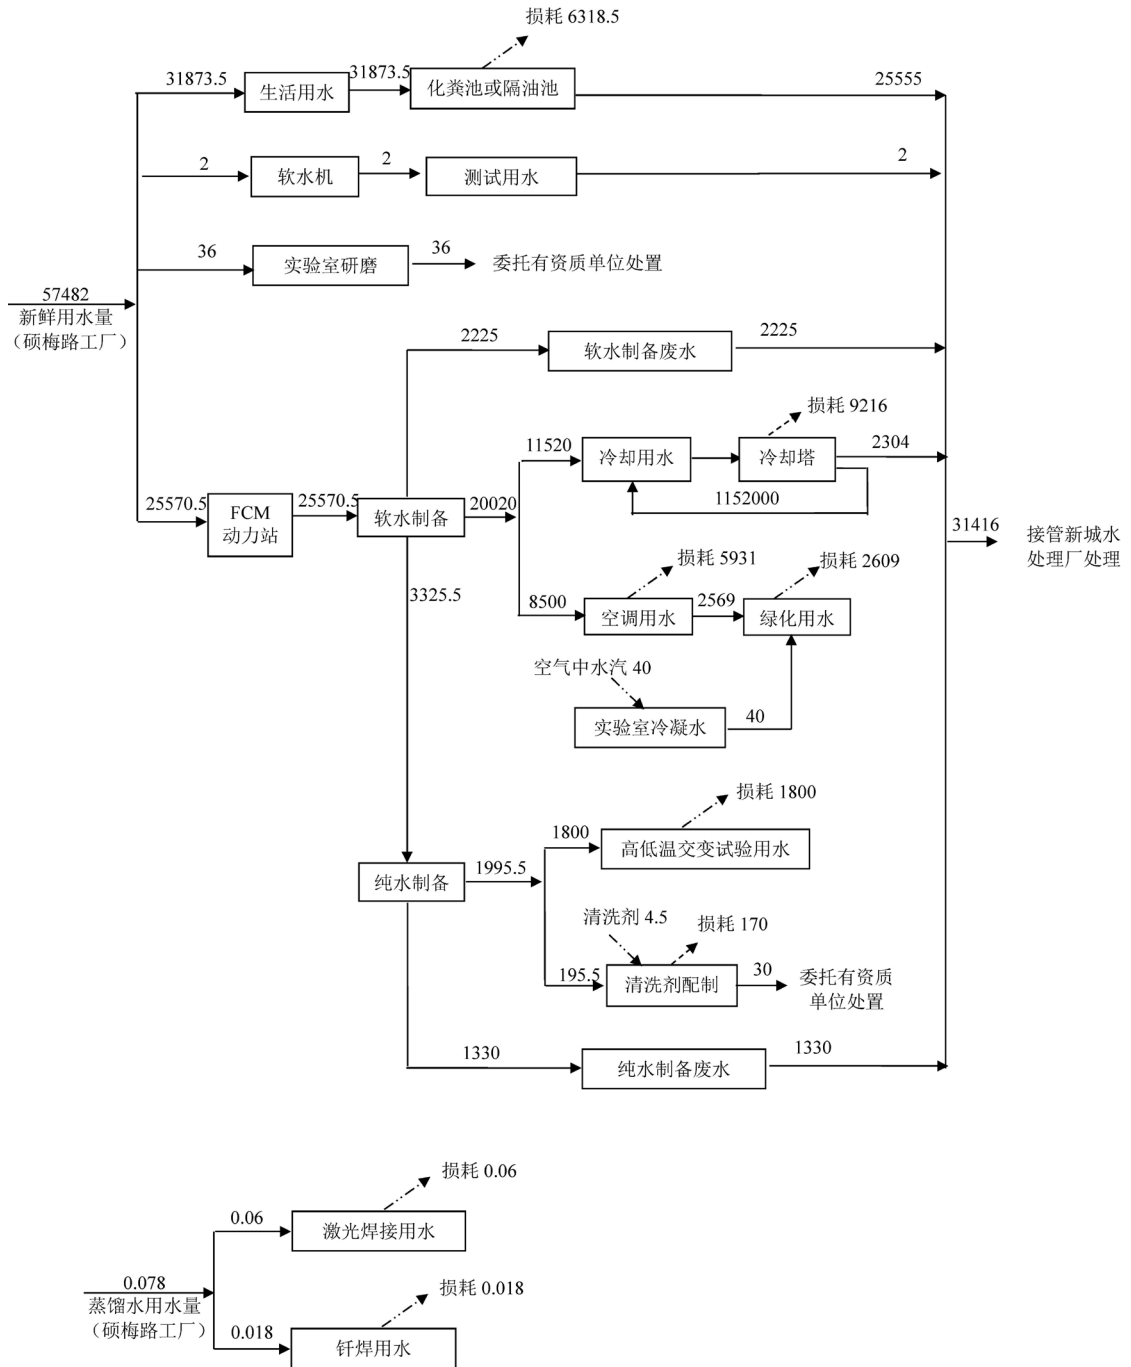 损耗 6318.5
31873.5
生活用水
31873.5
化粪池或隔油池
25555
2
软水机
2
测试用水
2
36
实验室研磨
36
委托有资质单位处置
57482
新鲜用水量
（硕梅路工厂）
2225
软水制备废水
2225
损耗 9216
11520
冷却用水
冷却塔
2304
1152000
25570.5
FCM
动力站
25570.5
软水制备
20020
31416
接管新城水
处理厂处理
损耗 5931
损耗 2609
3325.5
8500
空调用水
2569
绿化用水
空气中水汽 40
实验室冷凝水
40
损耗 1800
1800
高低温交变试验用水
纯水制备
1995.5
清洗剂 4.5
损耗 170
195.5
清洗剂配制
30
委托有资质
单位处置
1330
纯水制备废水
1330
损耗 0.06
0.06
激光焊接用水
0.078
蒸馏水用水量
（硕梅路工厂）
损耗 0.018
0.018
钎焊用水